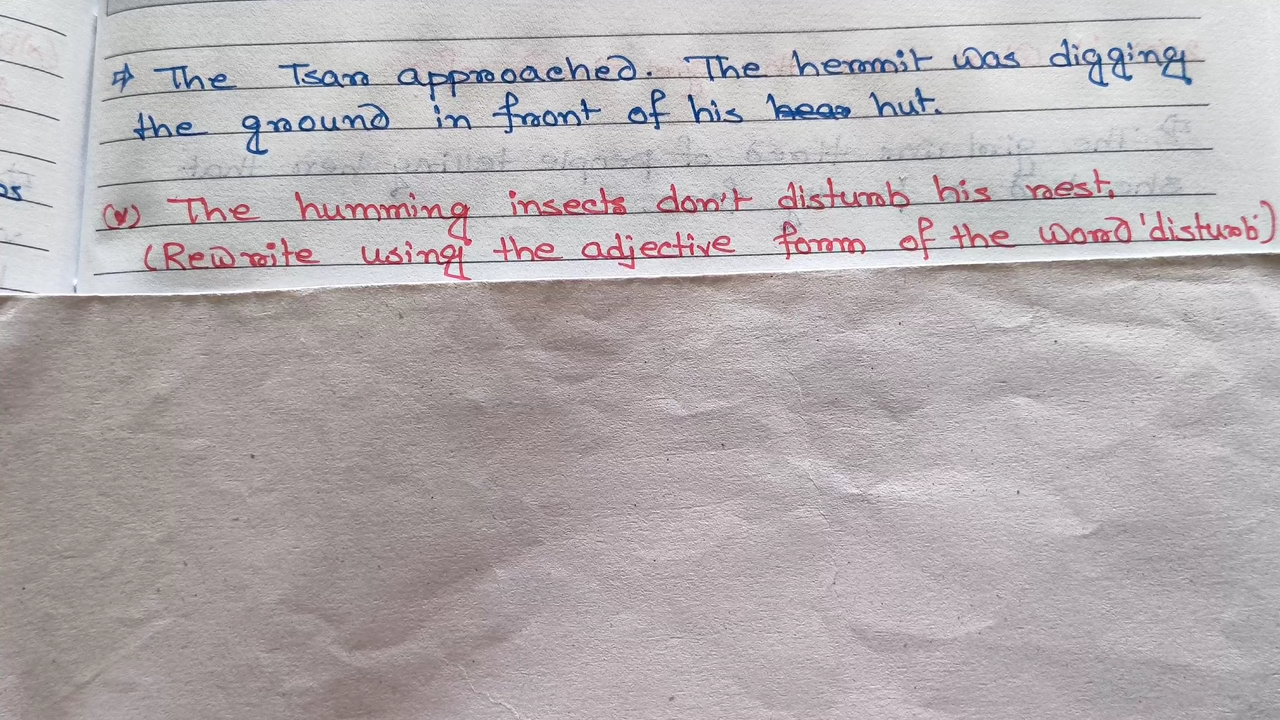 ⇒ The Tsar approached. The hermit was digging
the ground in front of his hut.
(v) The humming insects don't disturb his rest.
(Rewrite using the adjective form of the word 'disturb')